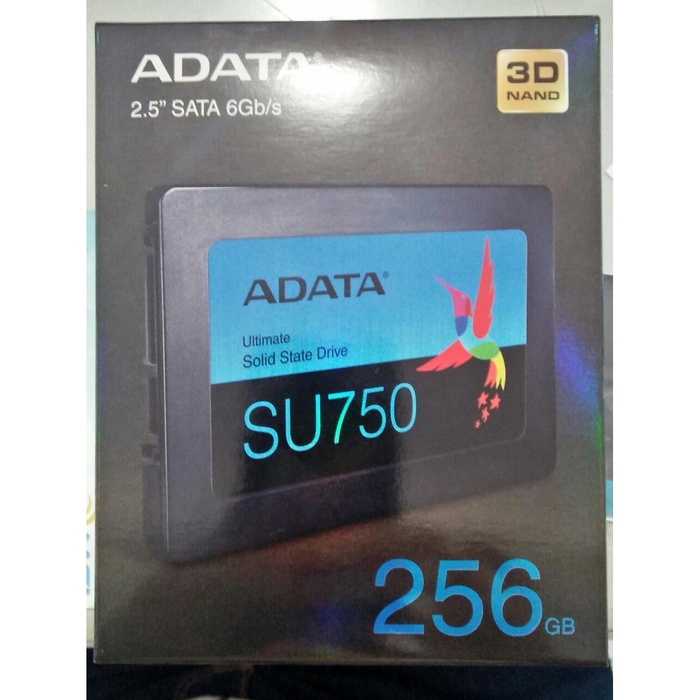 ADATA®
3D
NAND
2.5" SATA 6Gb/s
ADATA®
Ultimate
Solid State Drive
SU750
256GB